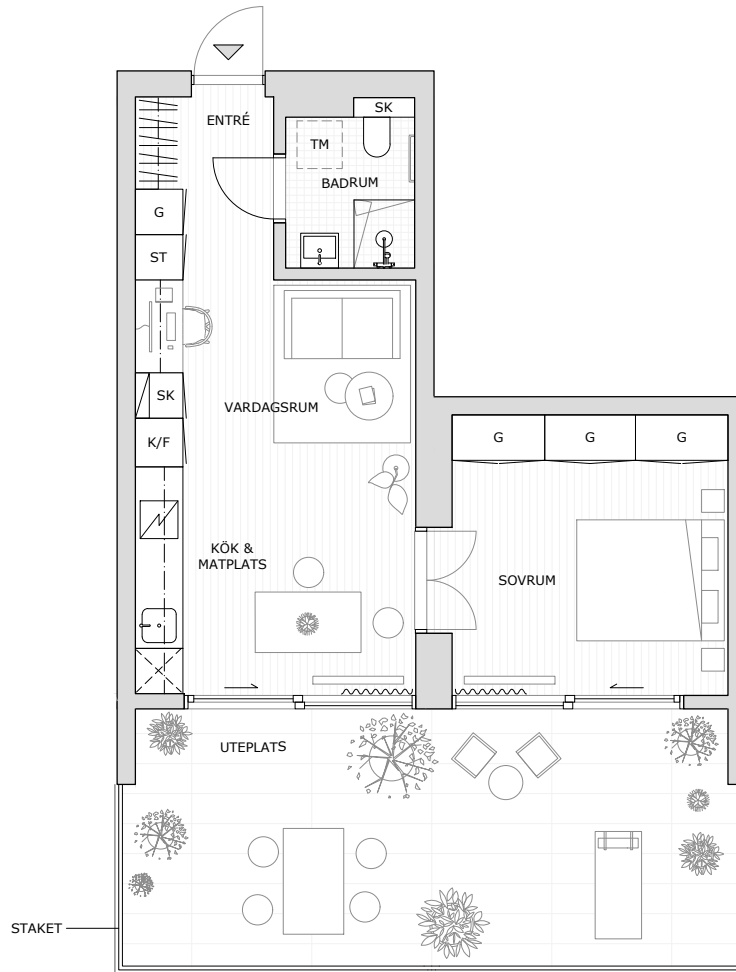 ENTRÉ
SK
TM
BADRUM
G
ST
SK
VARDAGSRUM
K/F
G
G
G
KÖK &
MATPLATS
SOVRUM
UTEPLATS
STAKET